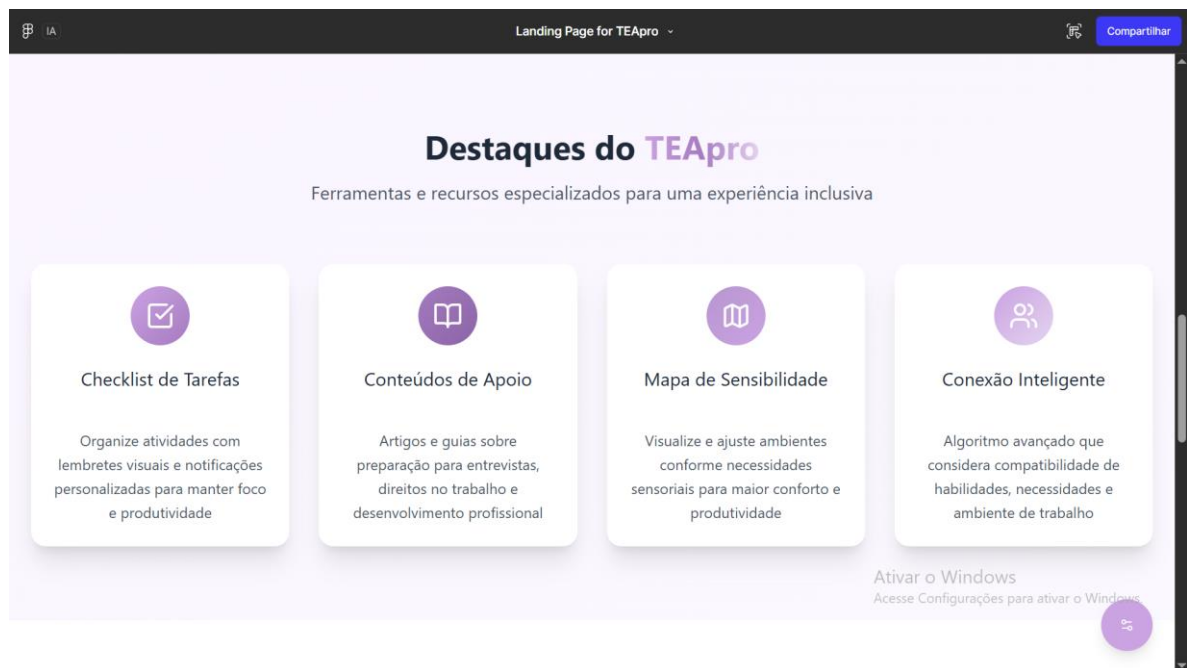 IA
Landing Page for TEApro
Compartilhar
Destaques do TEApro
Ferramentas e recursos especializados para uma experiência inclusiva
Checklist de Tarefas
Organize atividades com
lembretes visuais e notificações
personalizadas para manter foco
e produtividade
Conteúdos de Apoio
Artigos e guias sobre
preparação para entrevistas,
direitos no trabalho e
desenvolvimento profissional
Mapa de Sensibilidade
Visualize e ajuste ambientes
conforme necessidades
sensoriais para maior conforto e
produtividade
Conexão Inteligente
Algoritmo avançado que
considera compatibilidade de
habilidades, necessidades e
ambiente de trabalho
Ativar o Windows
Acesse Configurações para ativar o Windows.